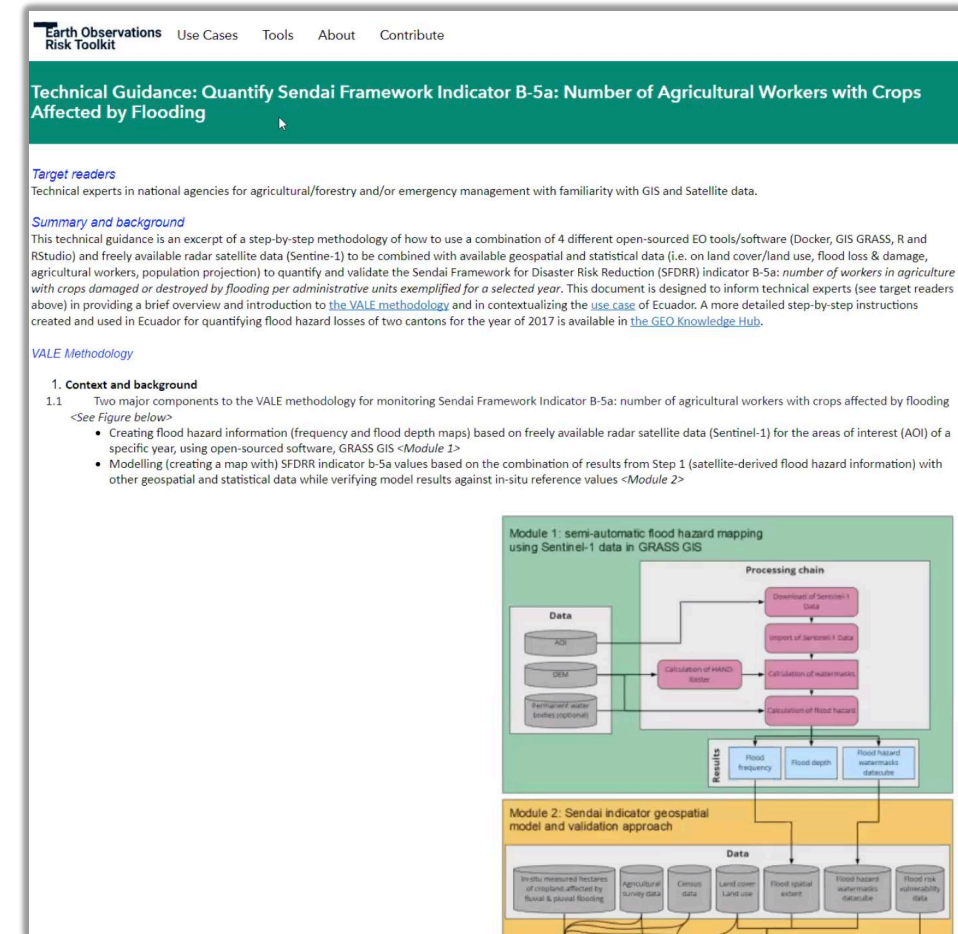 Earth Observations
Risk Toolkit
Use Cases Tools About Contribute
Technical Guidance: Quantify Sendai Framework Indicator B-5a: Number of Agricultural Workers with Crops
Affected by Flooding
Target readers
Technical experts in national agencies for agricultural/forestry and/or emergency management with familiarity with GIS and Satellite data.
Summary and background
This technical guidance is an excerpt of a step-by-step methodology of how to use a combination of 4 different open-sourced EO tools/software (Docker, GIS GRASS, R and
RStudio) and freely available radar satellite data (Sentine-1) to be combined with available geospatial and statistical data (i.e. on land cover/land use, flood loss & damage,
agricultural workers, population projection) to quantify and validate the Sendai Framework for Disaster Risk Reduction (SFDRR) indicator B-5a: number of workers in agriculture
with crops damaged or destroyed by flooding per administrative units exemplified for a selected year. This document is designed to inform technical experts (see target readers
above) in providing a brief overview and introduction to the VALE methodology and in contextualizing the use case of Ecuador. A more detailed step-by-step instructions
created and used in Ecuador for quantifying flood hazard losses of two cantons for the year of 2017 is available in the GEO Knowledge Hub.
VALE Methodology
1. Context and background
1.1 Two major components to the VALE methodology for monitoring Sendai Framework Indicator B-5a: number of agricultural workers with crops affected by flooding
<See Figure below>
• Creating flood hazard information (frequency and flood depth maps) based on freely available radar satellite data (Sentinel-1) for the areas of interest (AOI) of a
specific year, using open-sourced software, GRASS GIS <Module 1>
• Modelling (creating a map with) SFDRR indicator b-5a values based on the combination of results from Step 1 (satellite-derived flood hazard information) with
other geospatial and statistical data while verifying model results against in-situ reference values <Module 2>
Module 1: semi-automatic flood hazard mapping
using Sentinel-1 data in GRASS GIS
Processing chain
Download of Sentinel-1
Data
Import of Sentinel-1 Data
Data
AOI
DEM
Permanent water
bodies (optional)
Calculation of HAND-
Raster
Calculation of watermasks
Calculation of flood hazard
Results
Flood
frequency
Flood depth
Flood hazard
watermasks
datacube
Module 2: Sendai indicator geospatial
model and validation approach
Data
In-situ measured hectares
of cropland affected by
fluvial & pluvial flooding
Agricultural
survey data
Census
data
Land cover
Land use
Flood spatial
extent
Flood hazard
watermasks
datacube
Flood risk
vulnerability
data